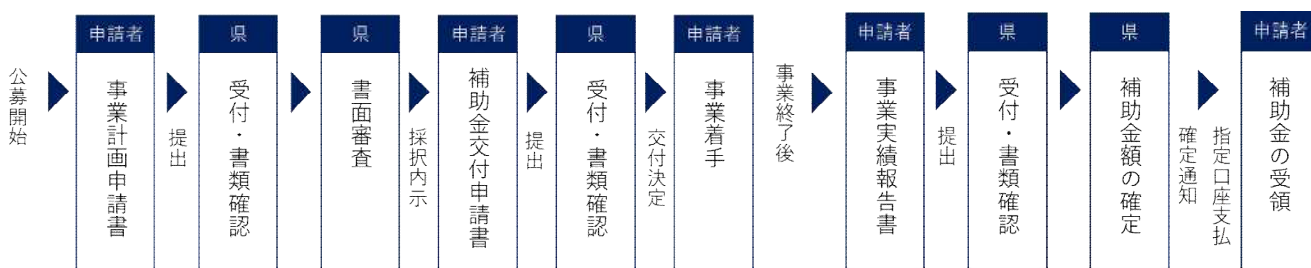 公募開始
申請者
事業計画申請書
提出
県
受付・書類確認
県
書面審査
採択内示
申請者
補助金交付申請書
提出
県
受付・書類確認
交付決定
申請者
事業着手
事業終了後
申請者
事業実績報告書
提出
県
受付・書類確認
県
補助金額の確定
確定通知
指定口座支払
申請者
補助金の受領